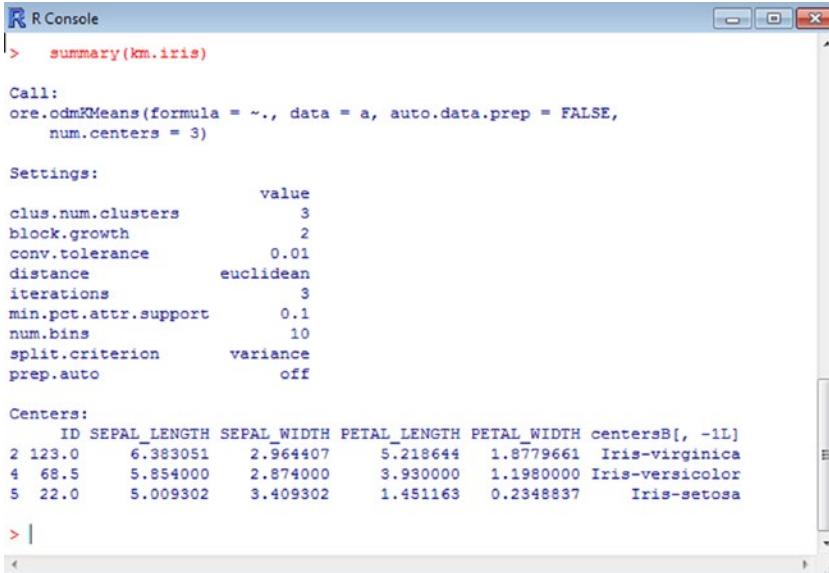 R Console
> summary(km.iris)
Call:
ore.odmKMeans(formula = ~., data = a, auto.data.prep = FALSE,
num.centers = 3)
Settings:
value
clus.num.clusters 3
block.growth 2
conv.tolerance 0.01
distance euclidean
iterations 3
min.pct.attr.support 0.1
num.bins 10
split.criterion variance
prep.auto off
Centers:
ID SEPAL_LENGTH SEPAL_WIDTH PETAL_LENGTH PETAL_WIDTH centersB[, -1L]
2 123.0 6.383051 2.964407 5.218644 1.8779661 Iris-virginica
4 68.5 5.854000 2.874000 3.930000 1.1980000 Iris-versicolor
5 22.0 5.009302 3.409302 1.451163 0.2348837 Iris-setosa
>